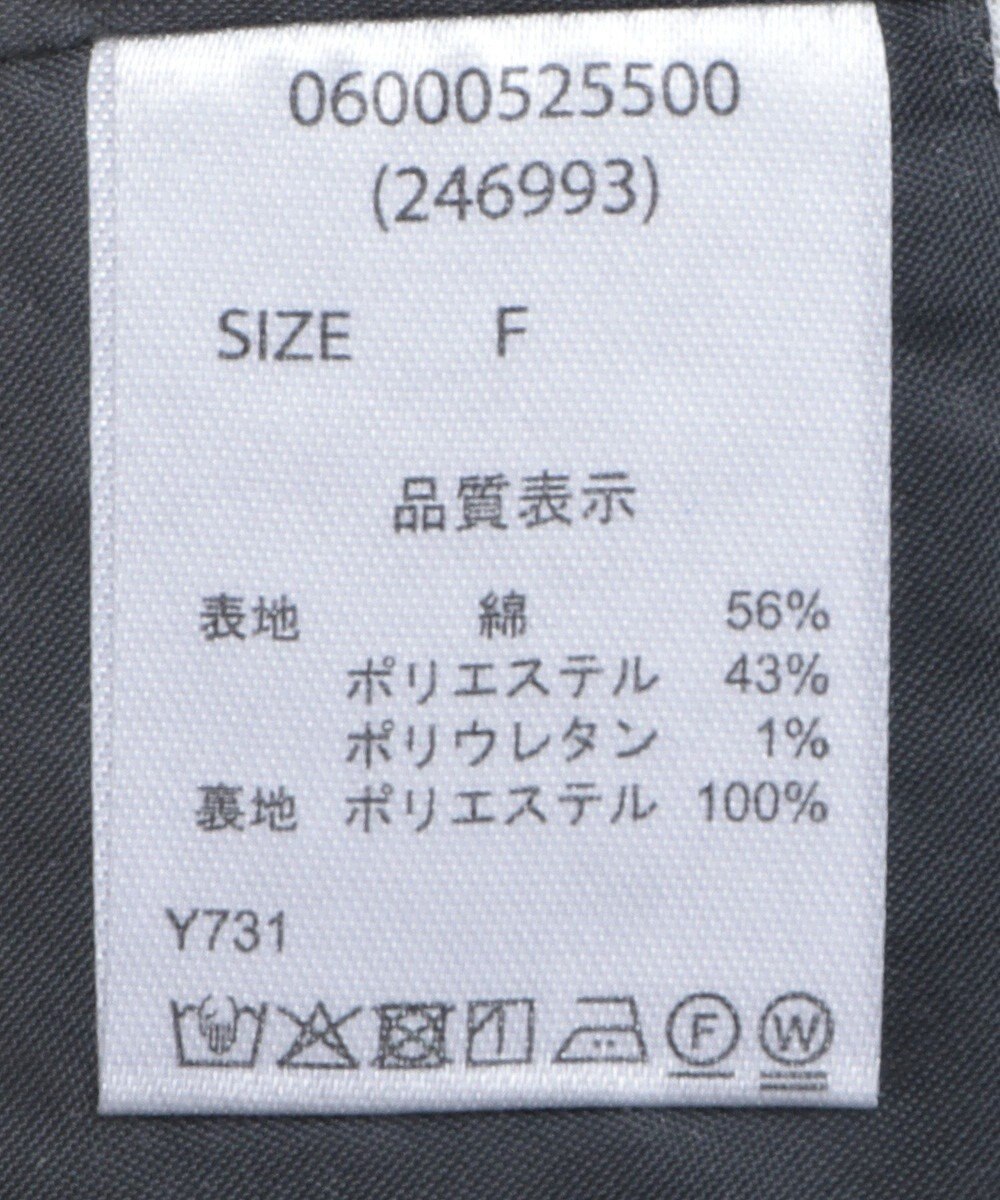 06000525500
(246993)
SIZE F
品質表示
表地 綿 56%
ポリエステル 43%
ポリウレタン 1%
裏地 ポリエステル 100%
Y731
F W